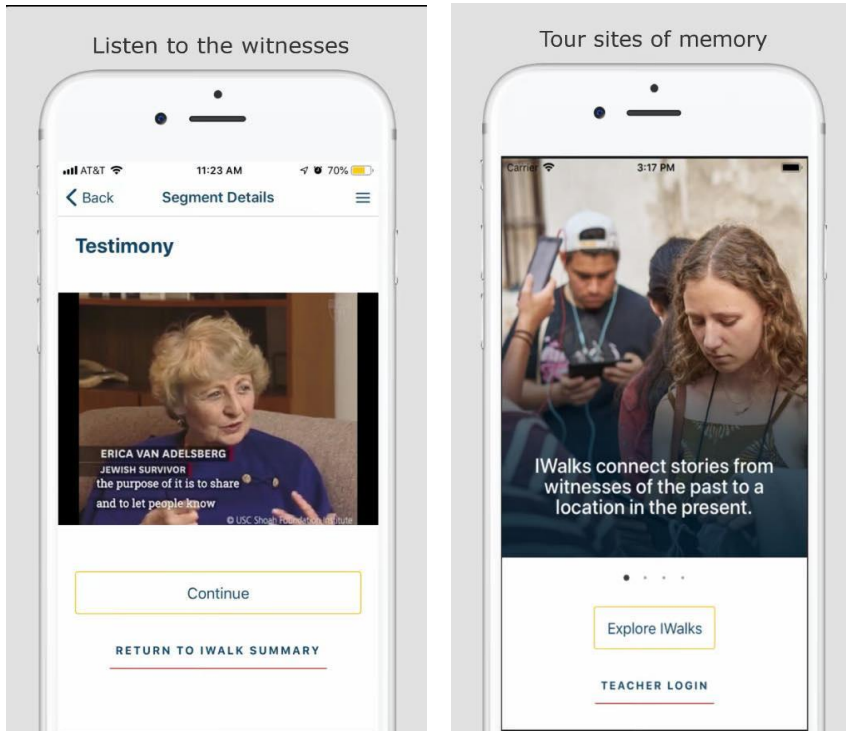 Listen to the witnesses
AT&T 11:23 AM 70%
Back Segment Details
Testimony
ERICA VAN ADELSBERG
JEWISH SURVIVOR
the purpose of it is to share
and to let people know
© USC Shoah Foundation Institute
Continue
RETURN TO IWALK SUMMARY
Tour sites of memory
Carrier 3:17 PM
IWalks connect stories from
witnesses of the past to a
location in the present.
Explore IWalks
TEACHER LOGIN